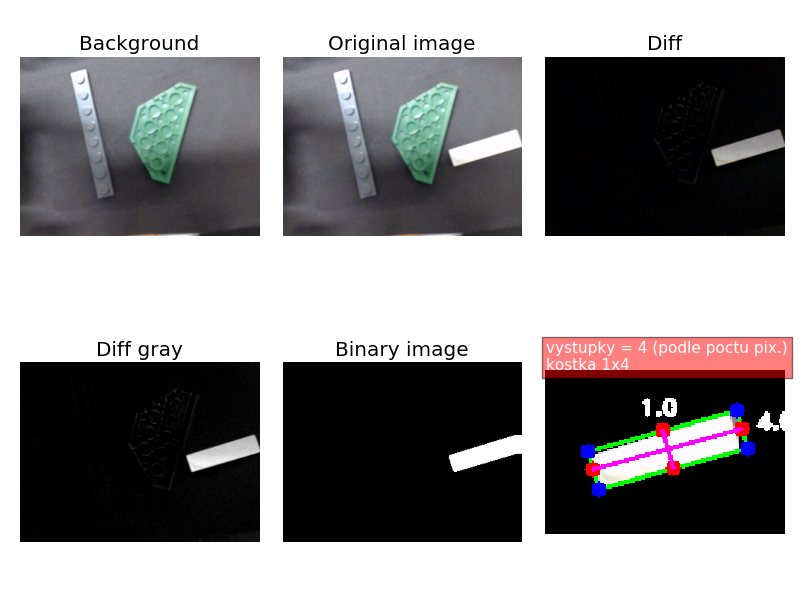 Background
Original image
Diff
Diff gray
Binary image
vystupky = 4 (podle poctu pix.)
kostka 1x4
1.0